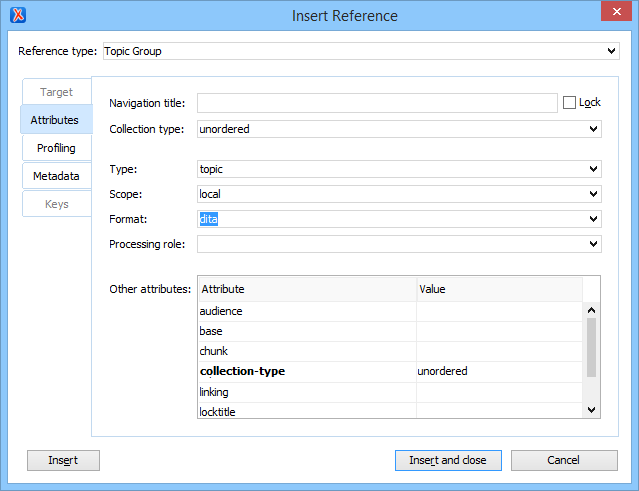 Insert Reference
Reference type: Topic Group
Target
Attributes
Profiling
Metadata
Keys
Navigation title: Lock
Collection type: unordered
Type: topic
Scope: local
Format: dita
Processing role:
Other attributes: Attribute Value
audience
base
chunk
collection-type unordered
linking
locktitle
Insert Insert and close Cancel